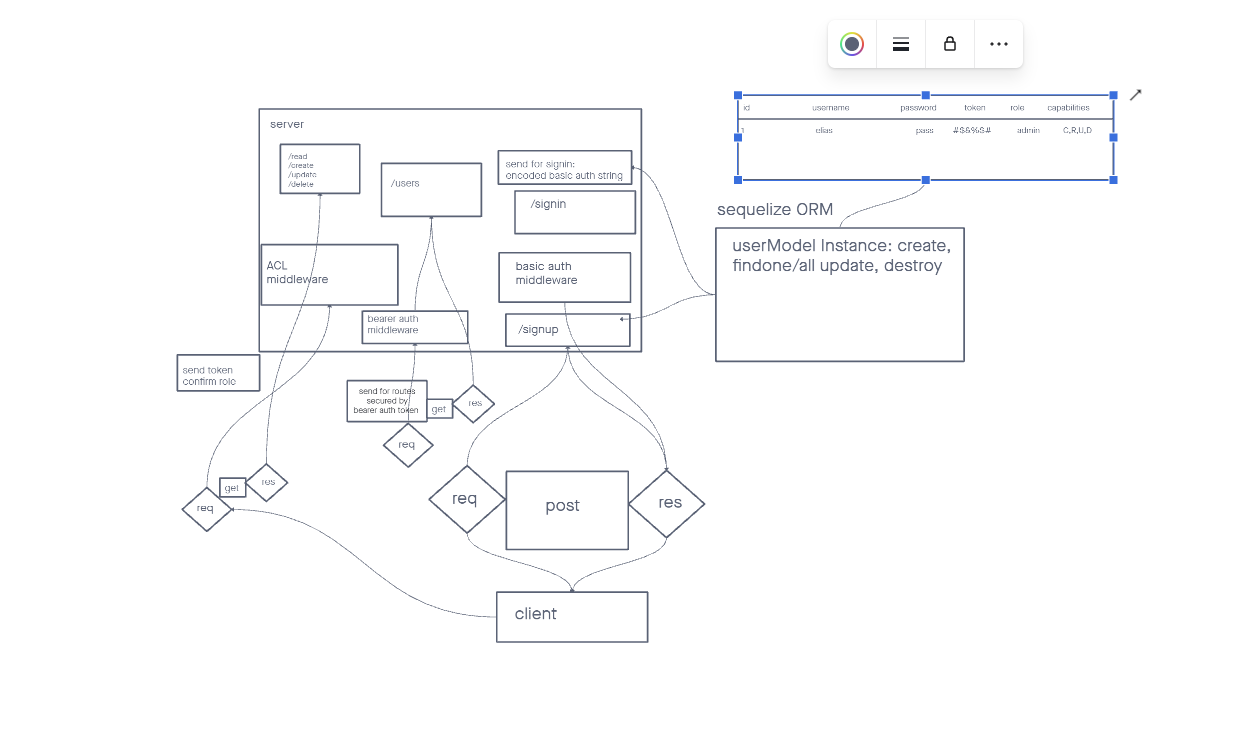 id username password token role capabilities
1 elias pass #$&%$# admin C,R,U,D
server
/read
/create
/update
/delete
/users
send for signin:
encoded basic auth string
/signin
sequelize ORM
userModel Instance: create,
findone/all update, destroy
ACL
middleware
basic auth
middleware
bearer auth
middleware
/signup
send token
confirm role
send for routes
secured by
bearer auth token
get
res
req
get
res
req
req
post
res
client